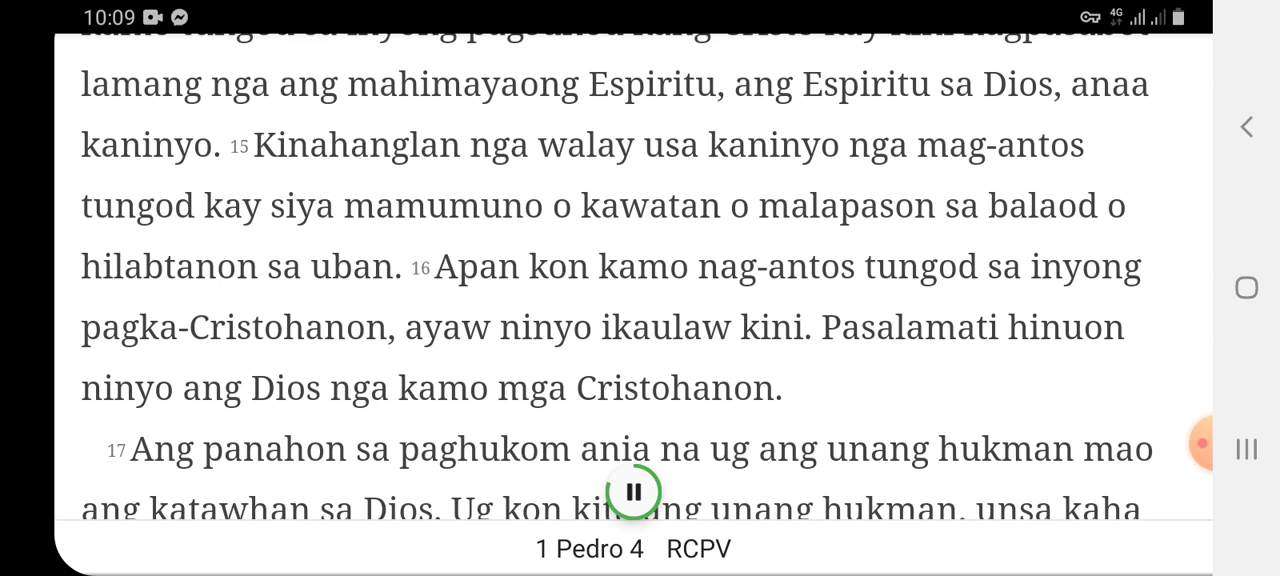 10:09
4G
lamang nga ang mahimayaong Espiritu, ang Espiritu sa Dios, anaa
kaninyo. 15 Kinahanglan nga walay usa kaninyo nga mag-antos
tungod kay siya mamumuno o kawatan o malapason sa balaod o
hilabtanon sa uban. 16 Apan kon kamo nag-antos tungod sa inyong
pagka-Cristohanon, ayaw ninyo ikaulaw kini. Pasalamati hinuon
ninyo ang Dios nga kamo mga Cristohanon.
17 Ang panahon sa paghukom ania na ug ang unang hukman mao
ang katawhan sa Dios. Ug kon unang hukman, unsa kaha
1 Pedro 4 RCPV